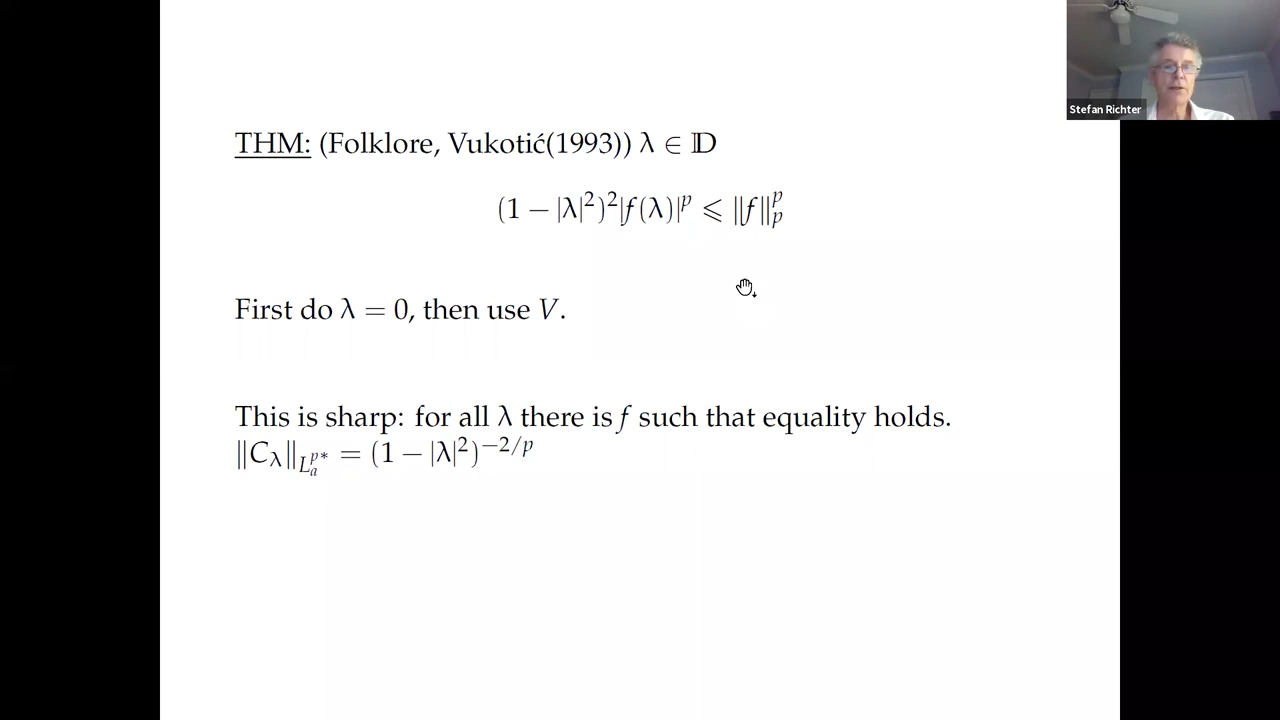 Stefan Richter
THM: (Folklore, Vukotić(1993)) λ ∈ 𝔻
(1 − |λ|²)²|f(λ)|ᵖ ⩽ ‖f‖ₚᵖ
First do λ = 0, then use V.
This is sharp: for all λ there is f such that equality holds.
‖C_λ‖_{L_a^{p*}} = (1 − |λ|²)^{−2/p}